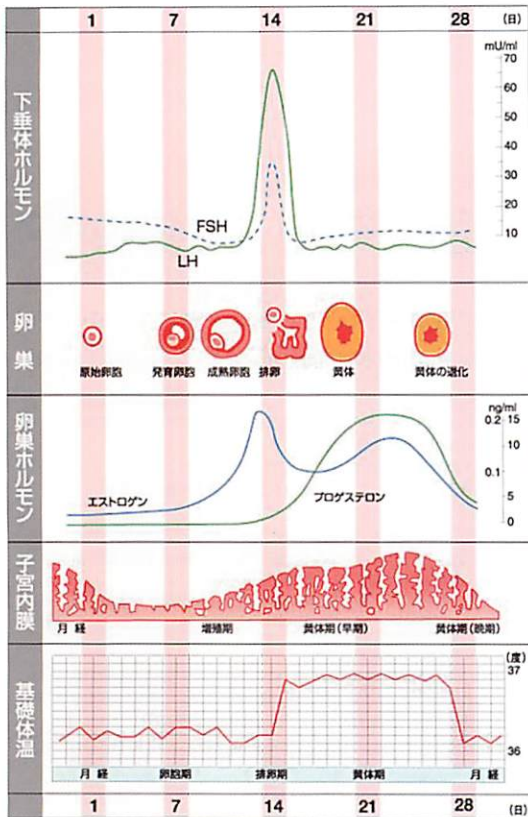 1 7 14 21 28 (日)
下垂体ホルモン
mU/ml
70
60
50
40
30
20
10
FSH
LH
卵巣
原始卵胞 発育卵胞 成熟卵胞 排卵 黄体 黄体の退化
卵巣ホルモン
ng/ml
0.2 15
10
0.1
5
0
エストロゲン
プロゲステロン
子宮内膜
月経 増殖期 黄体期(早期) 黄体期(晩期)
基礎体温
(度)
37
36
月経 卵胞期 排卵期 黄体期 月経
1 7 14 21 28 (日)